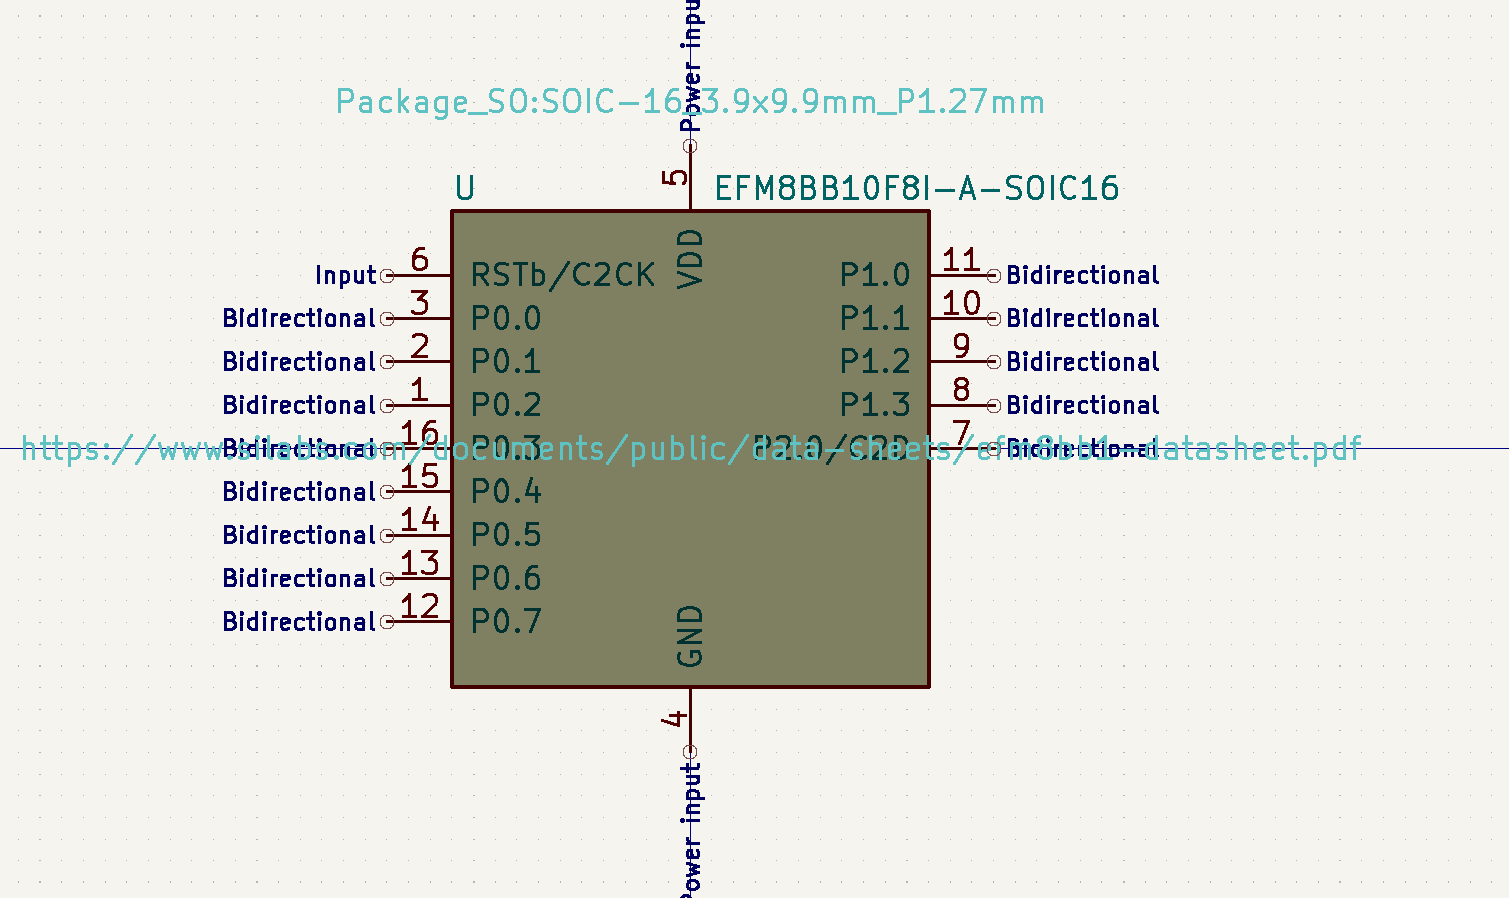 Power input
Package_SO:SOIC-16_3.9x9.9mm_P1.27mm
5
U
EFM8BB10F8I-A-SOIC16
VDD
Input 6 RSTb/C2CK P1.0 11 Bidirectional
Bidirectional 3 P0.0 P1.1 10 Bidirectional
Bidirectional 2 P0.1 P1.2 9 Bidirectional
Bidirectional 1 P0.2 P1.3 8 Bidirectional
Bidirectional 16 P0.3 P2.0/C2D 7 Bidirectional
https://www.silabs.com/documents/public/data-sheets/efm8bb1-datasheet.pdf
Bidirectional 15 P0.4
Bidirectional 14 P0.5
Bidirectional 13 P0.6
Bidirectional 12 P0.7
GND
4
Power input